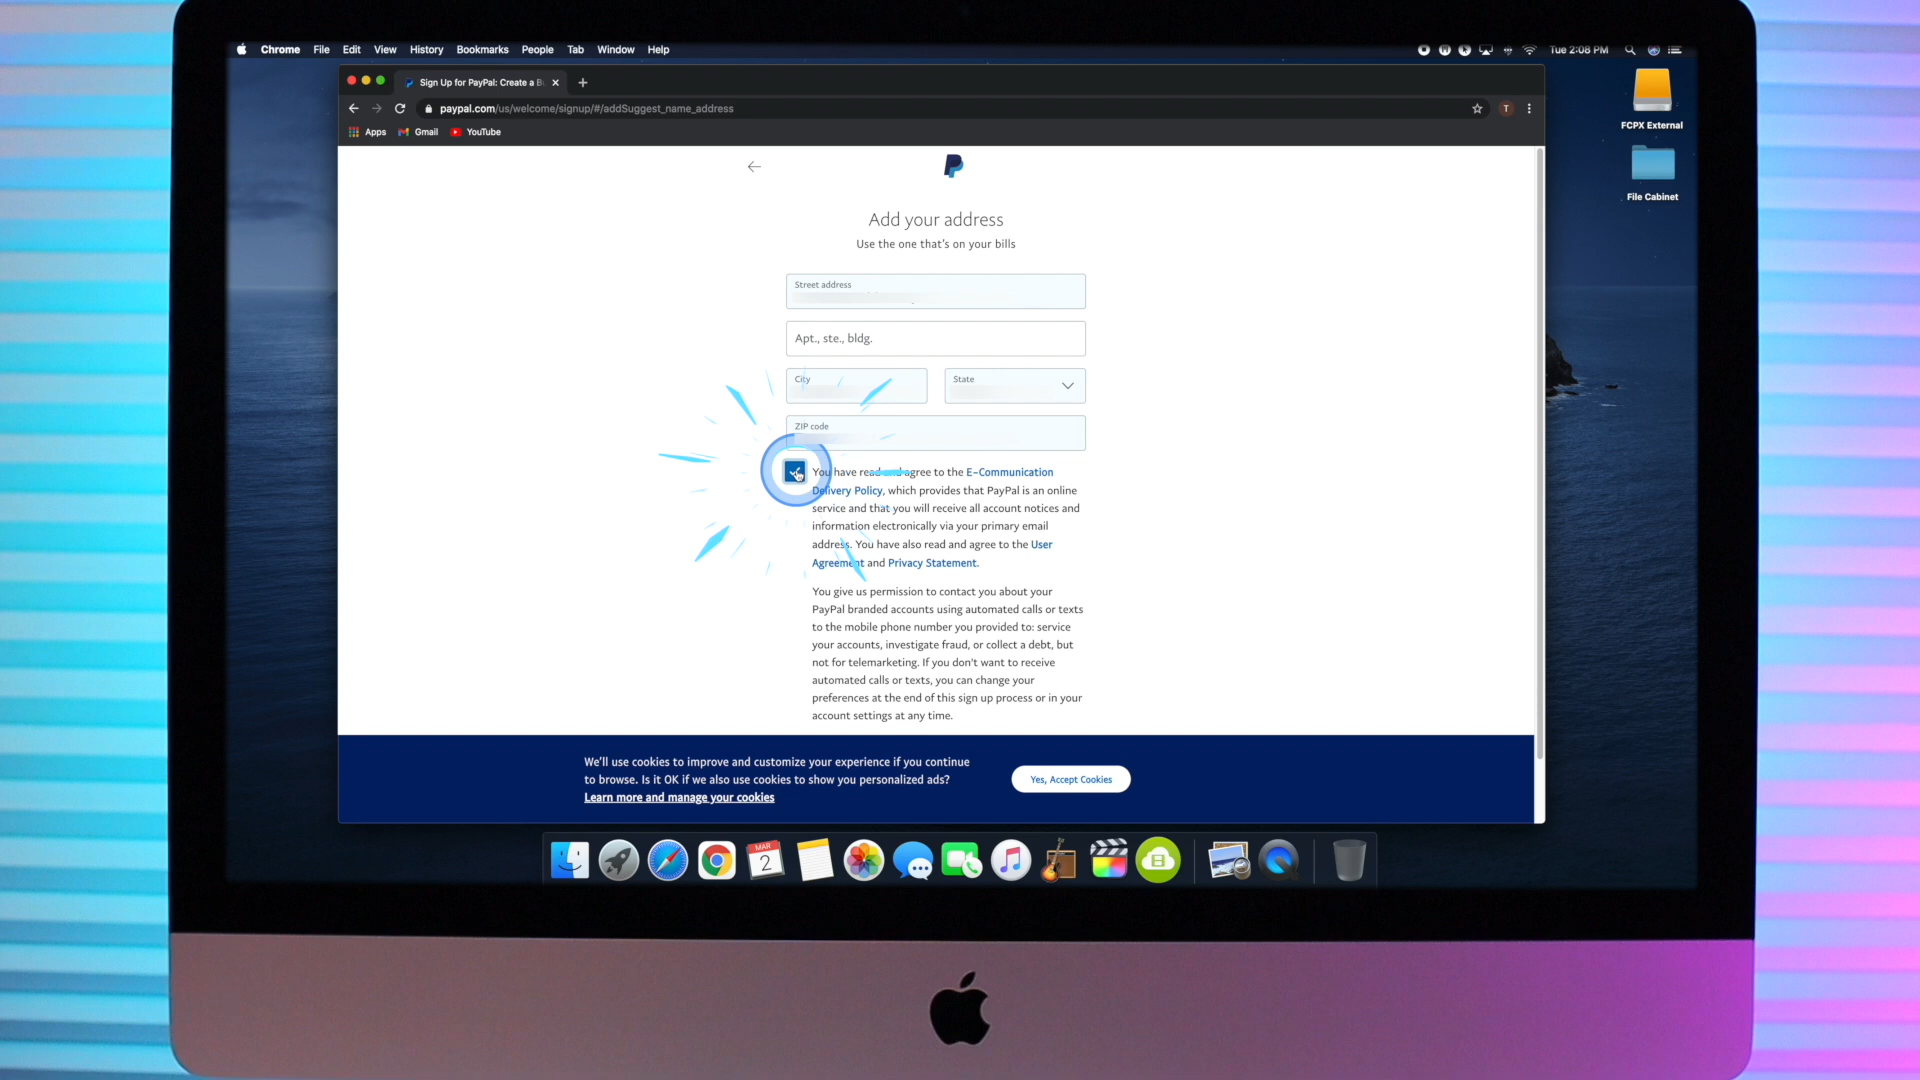 Chrome File Edit View History Bookmarks People Tab Window Help
Tue 2:08 PM
Sign Up for PayPal: Create a
paypal.com/us/welcome/signup/#/addSuggest_name_address
T
Apps Gmail YouTube
FCPX External
File Cabinet
Add your address
Use the one that's on your bills
Street address
Apt., ste., bldg.
City
State
ZIP code
You have read and agree to the E-Communication
Delivery Policy, which provides that PayPal is an online
service and that you will receive all account notices and
information electronically via your primary email
address. You have also read and agree to the User
Agreement and Privacy Statement.
You give us permission to contact you about your
PayPal branded accounts using automated calls or texts
to the mobile phone number you provided to: service
your accounts, investigate fraud, or collect a debt, but
not for telemarketing. If you don't want to receive
automated calls or texts, you can change your
preferences at the end of this sign up process or in your
account settings at any time.
We'll use cookies to improve and customize your experience if you continue
to browse. Is it OK if we also use cookies to show you personalized ads?
Learn more and manage your cookies
Yes, Accept Cookies
MAR
2